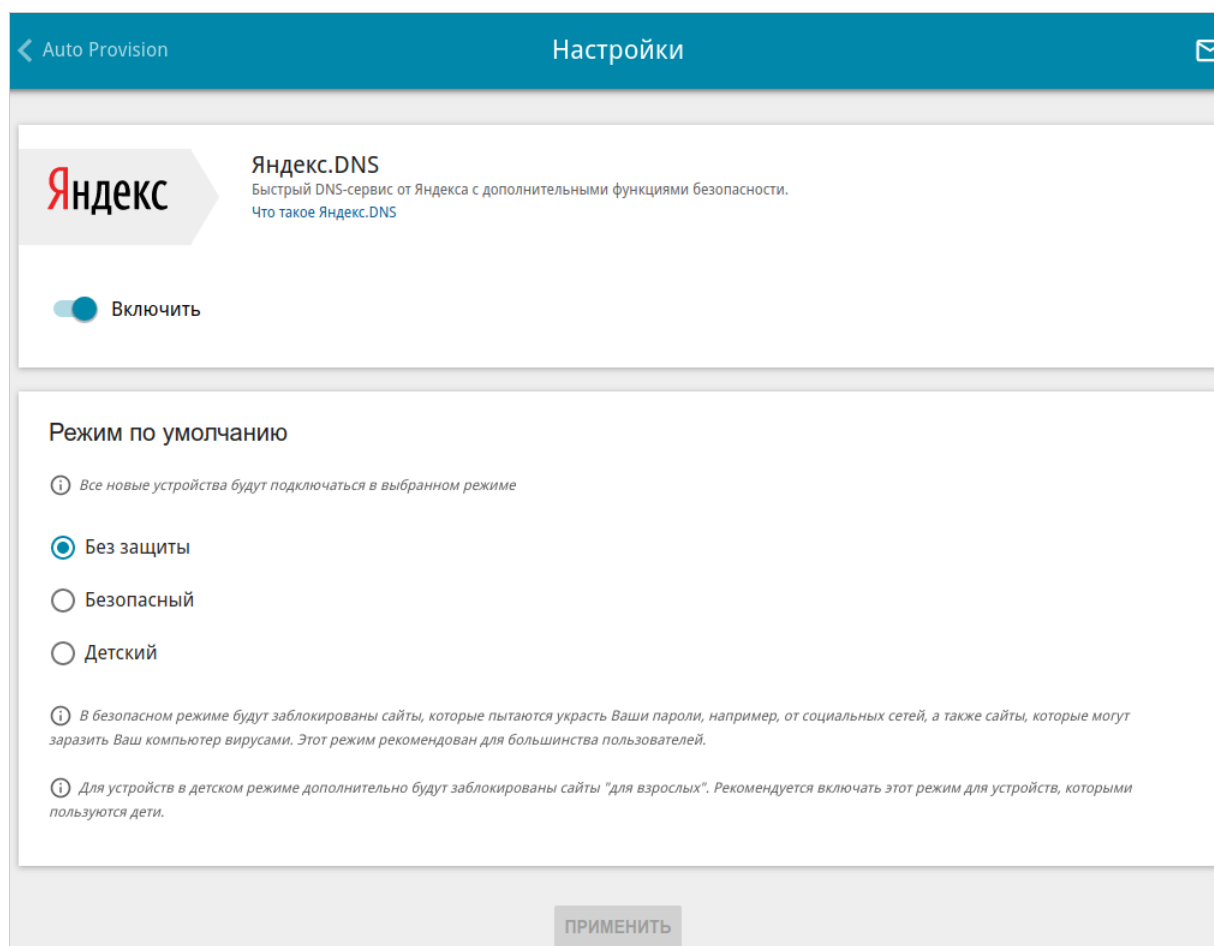 Auto Provision
Настройки
Яндекс
Яндекс.DNS
Быстрый DNS-сервис от Яндекса с дополнительными функциями безопасности.
Что такое Яндекс.DNS
Включить
Режим по умолчанию
Все новые устройства будут подключаться в выбранном режиме
Без защиты
Безопасный
Детский
В безопасном режиме будут заблокированы сайты, которые пытаются украсть Ваши пароли, например, от социальных сетей, а также сайты, которые могут
заразить Ваш компьютер вирусами. Этот режим рекомендован для большинства пользователей.
Для устройств в детском режиме дополнительно будут заблокированы сайты "для взрослых". Рекомендуется включать этот режим для устройств, которыми
пользуются дети.
ПРИМЕНИТЬ